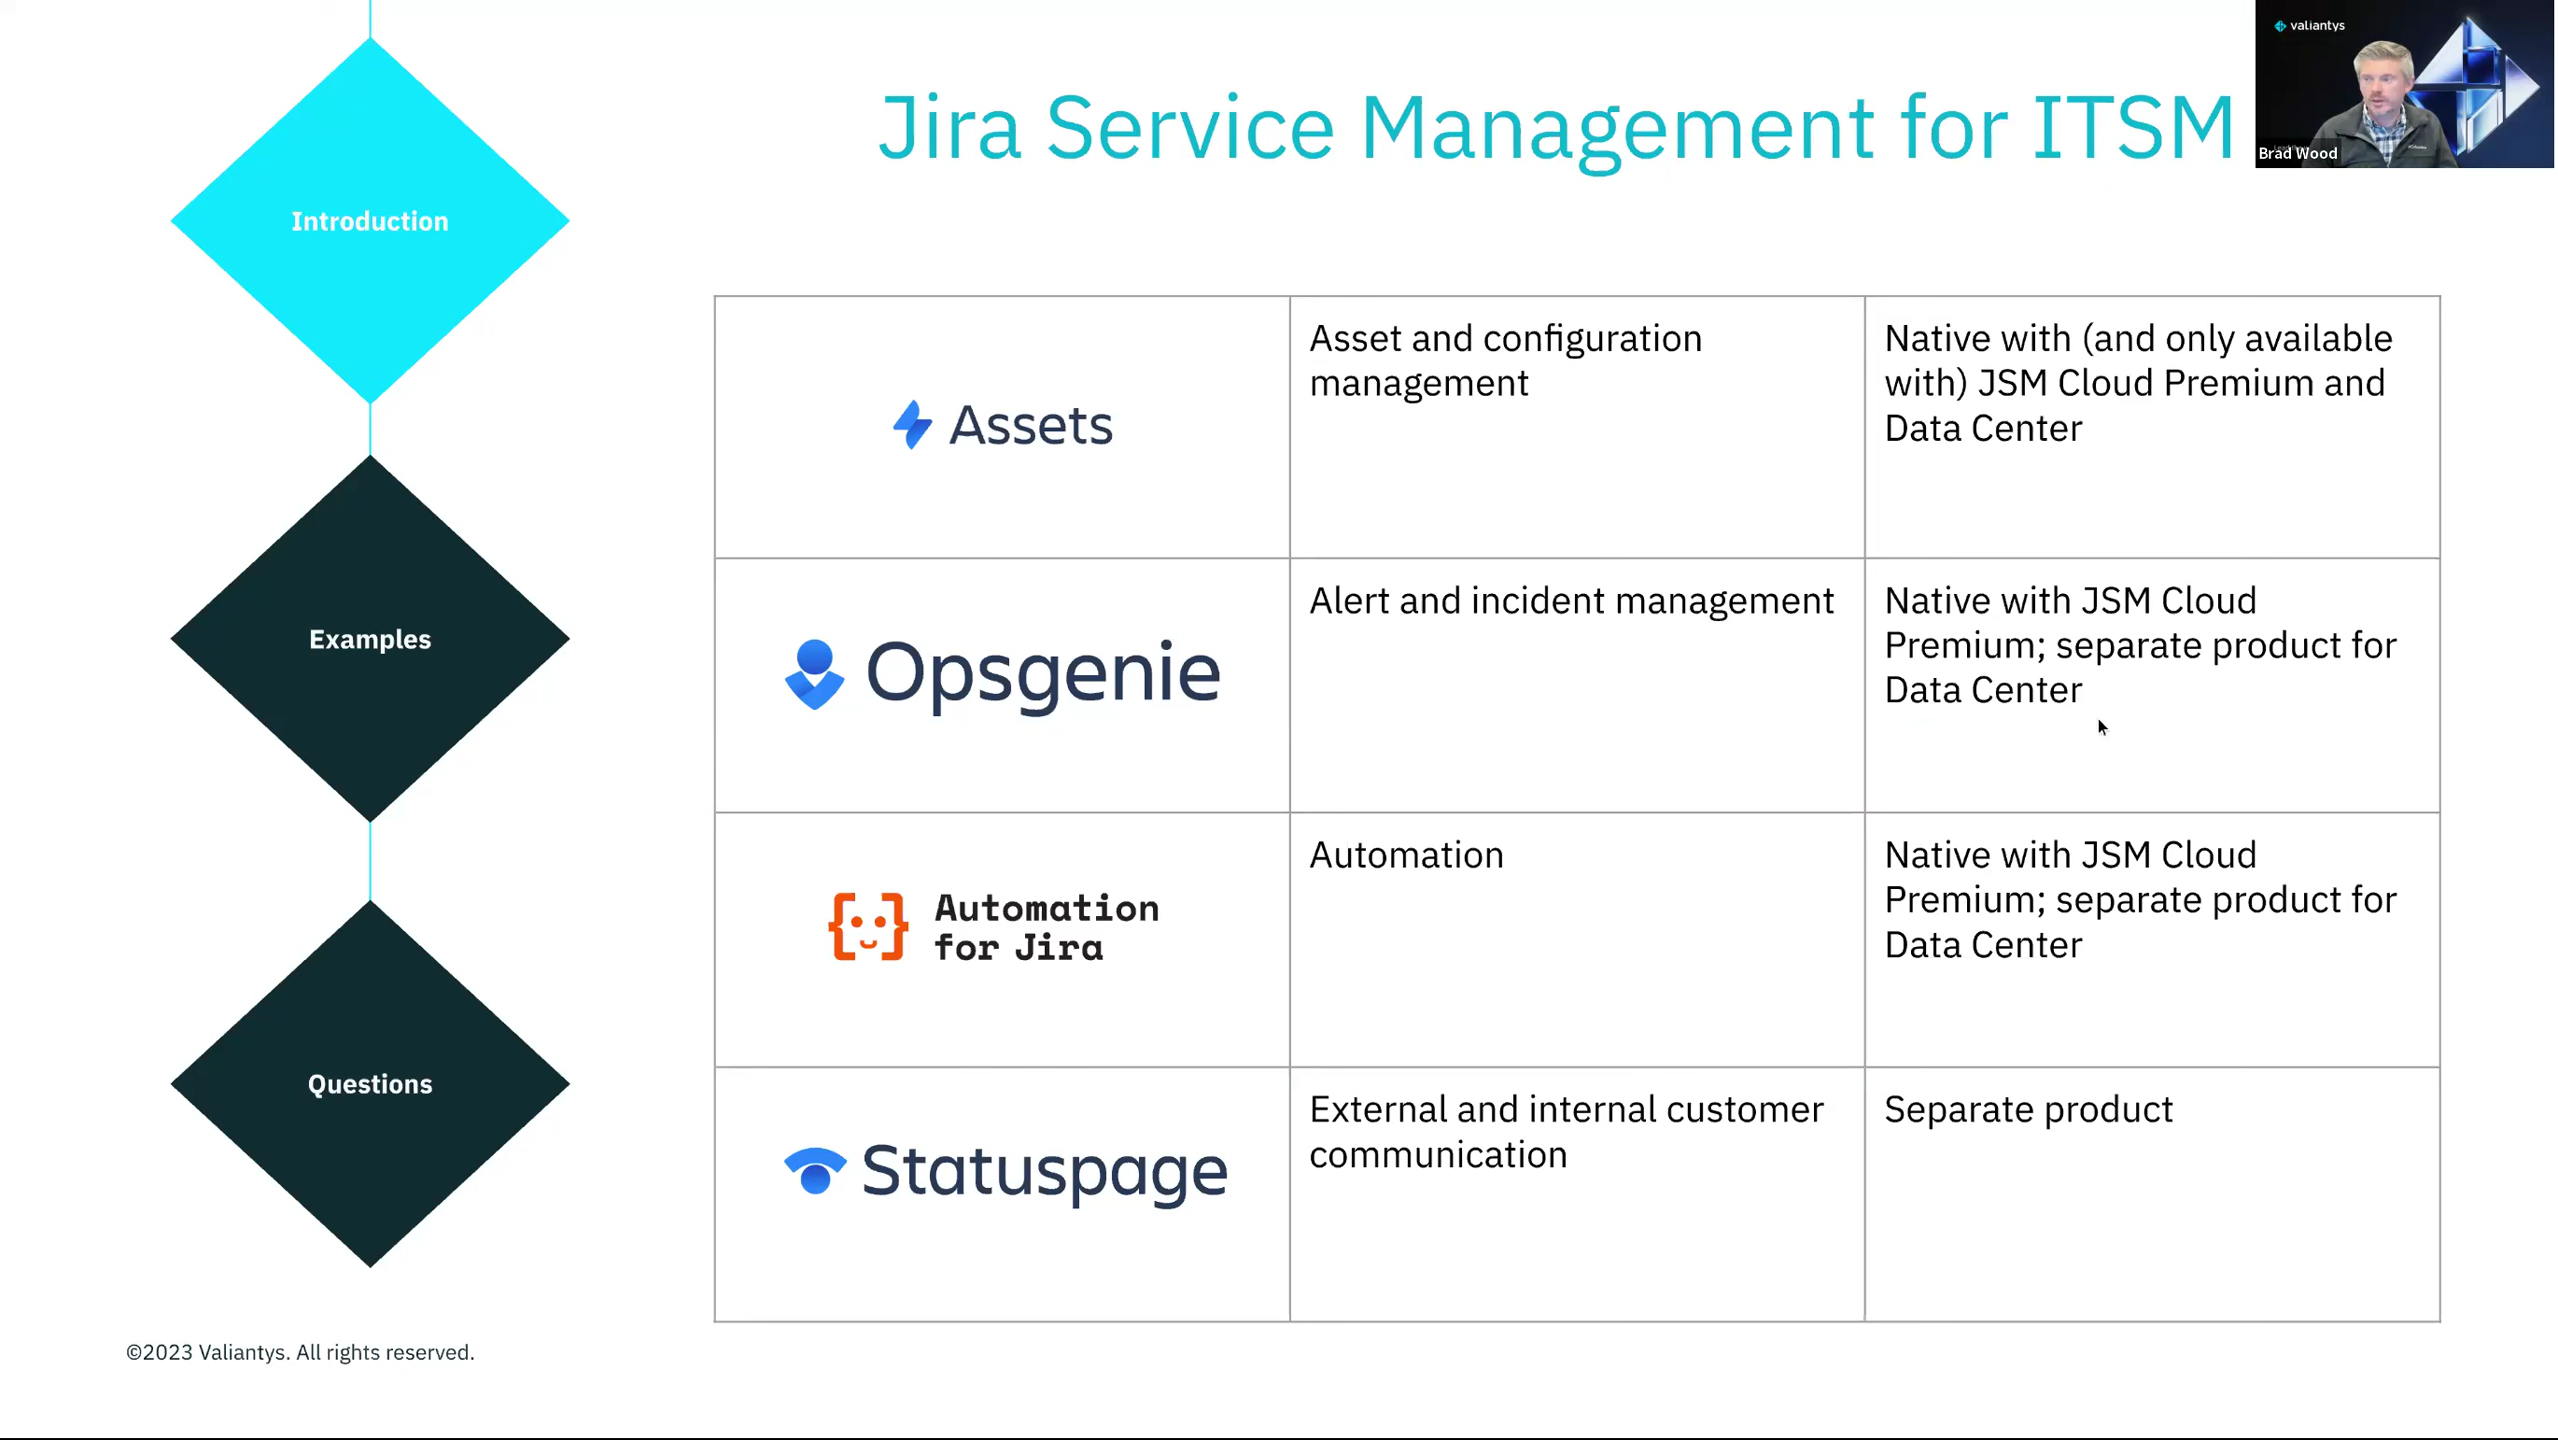 Introduction
Examples
Questions
©2023 Valiantys. All rights reserved.
Jira Service Management for ITSM
valiantys
Brad Wood
Assets
Asset and configuration
management
Native with (and only available
with) JSM Cloud Premium and
Data Center
Opsgenie
Alert and incident management
Native with JSM Cloud
Premium; separate product for
Data Center
Automation
for Jira
Automation
Native with JSM Cloud
Premium; separate product for
Data Center
Statuspage
External and internal customer
communication
Separate product